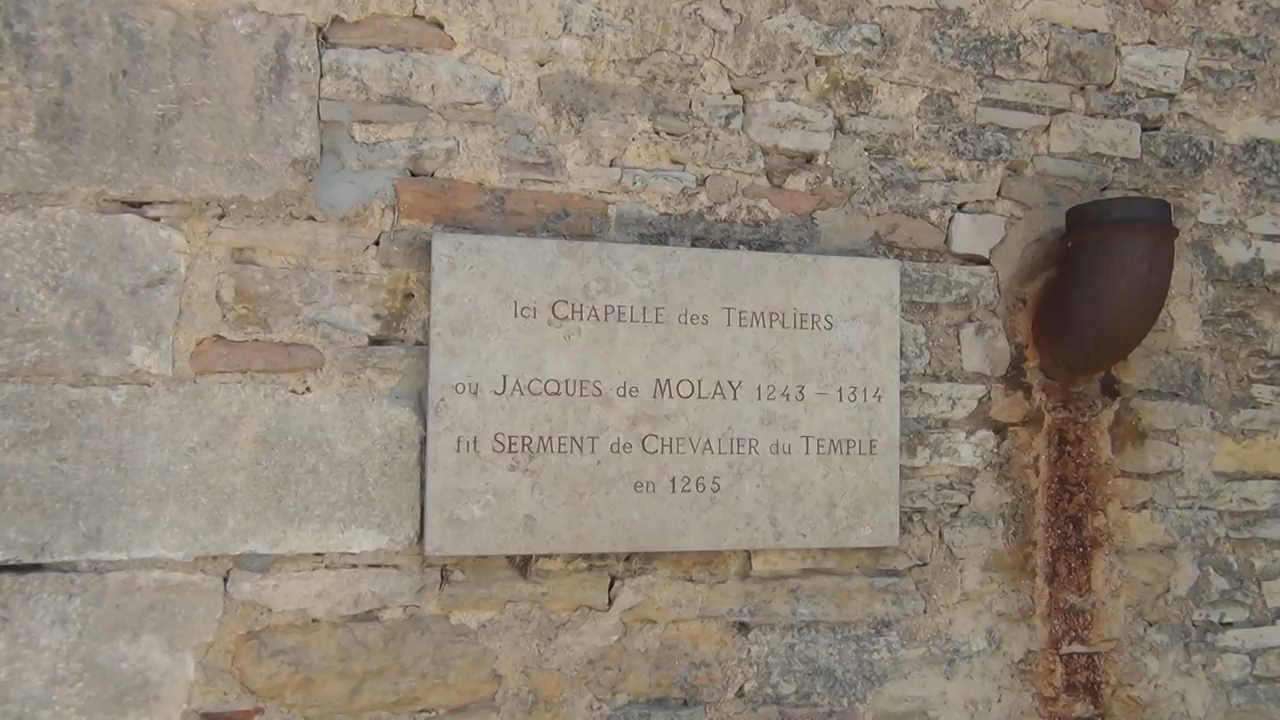 Ici CHAPELLE des TEMPLIERS
ou JACQUES de MOLAY 1243 - 1314
fit SERMENT de CHEVALIER du TEMPLE
en 1265